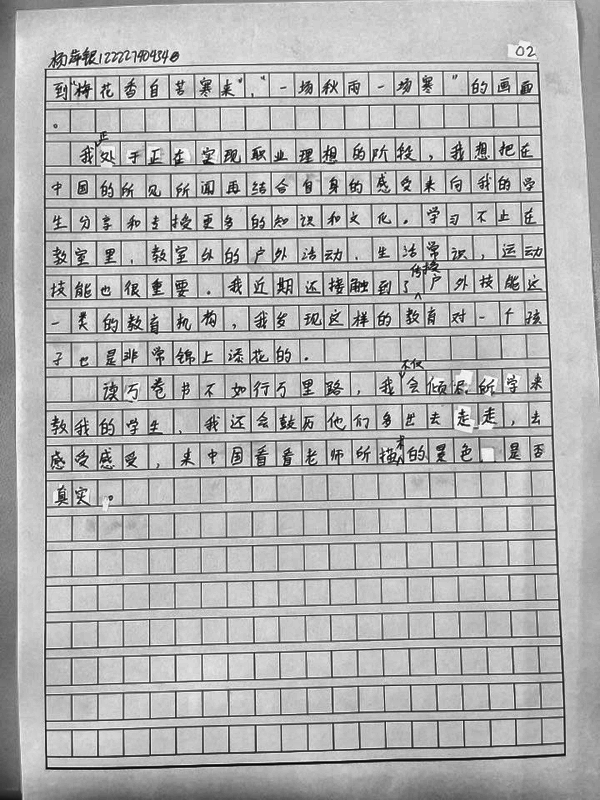 杨萍银12222790434@
02
到“梅花香自苦寒来”,“一场秋雨一场寒”的画面
。
正
我处于正在实现职业理想的阶段，我想把在
中国的所见所闻再结合自身的感受来向我的学
生分享和支授更多的知识和文化。学习不止在
教室里，教室外的户外活动，生活常识，运动
传授
技能也很重要。我近期还接触到了户外技能这
一类的教育机构，我发现这样的教育对一个孩
子也是非常锦上添花的。
不仅
读万卷书不如行万里路，我会倾尽所学来
教我的学生，我还会鼓历他们多出去走走，去
感受感受，来中国看看老师所描的景色是否
真实。